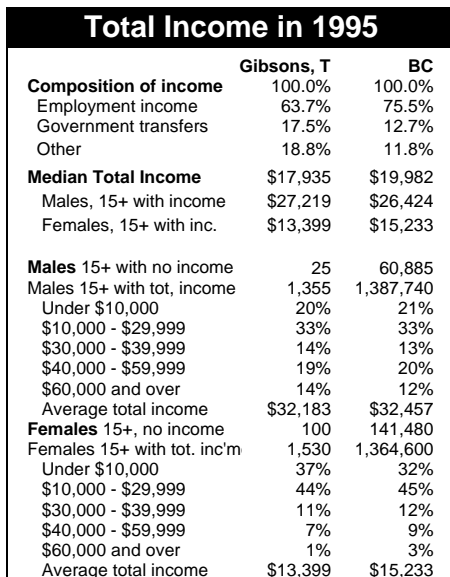 Total Income in 1995
Gibsons, T BC
Composition of income 100.0% 100.0%
Employment income 63.7% 75.5%
Government transfers 17.5% 12.7%
Other 18.8% 11.8%
Median Total Income $17,935 $19,982
Males, 15+ with income $27,219 $26,424
Females, 15+ with inc. $13,399 $15,233
Males 15+ with no income 25 60,885
Males 15+ with tot, income 1,355 1,387,740
Under $10,000 20% 21%
$10,000 - $29,999 33% 33%
$30,000 - $39,999 14% 13%
$40,000 - $59,999 19% 20%
$60,000 and over 14% 12%
Average total income $32,183 $32,457
Females 15+, no income 100 141,480
Females 15+ with tot. inc'm 1,530 1,364,600
Under $10,000 37% 32%
$10,000 - $29,999 44% 45%
$30,000 - $39,999 11% 12%
$40,000 - $59,999 7% 9%
$60,000 and over 1% 3%
Average total income $13,399 $15,233